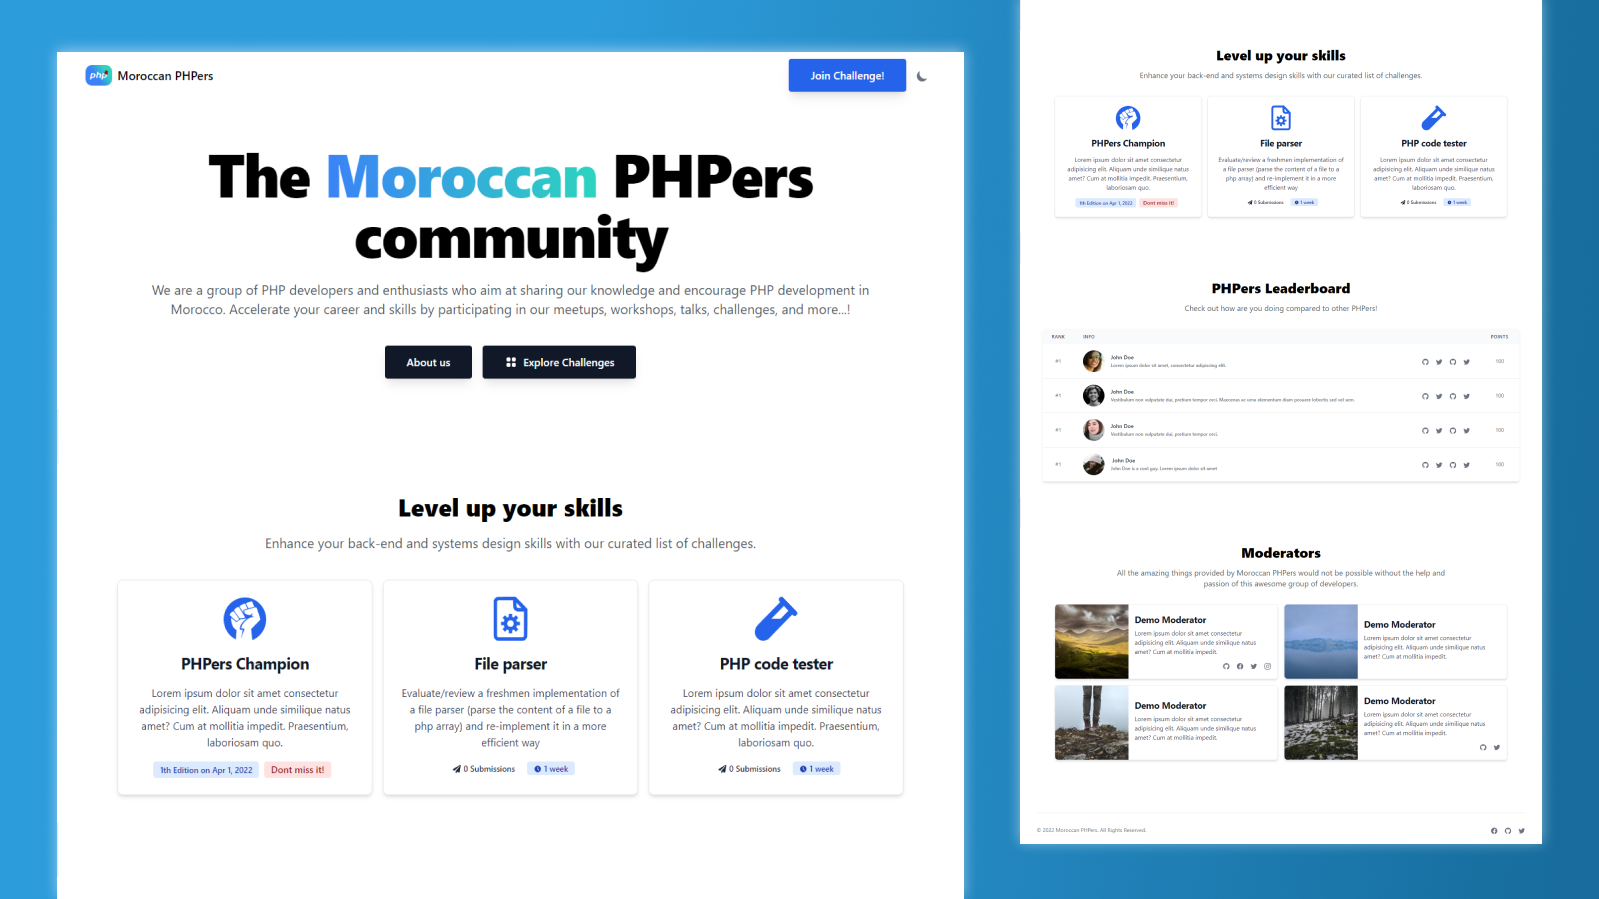 php
Moroccan PHPers
Join Challenge!
The Moroccan PHPers
community
We are a group of PHP developers and enthusiasts who aim at sharing our knowledge and encourage PHP development in
Morocco. Accelerate your career and skills by participating in our meetups, workshops, talks, challenges, and more...!
About us
Explore Challenges
Level up your skills
Enhance your back-end and systems design skills with our curated list of challenges.
PHPers Champion
Lorem ipsum dolor sit amet consectetur
adipisicing elit. Aliquam unde similique natus
amet? Cum at mollitia impedit. Praesentium,
laboriosam quo.
1th Edition on Apr 1, 2022
Dont miss it!
File parser
Evaluate/review a freshmen implementation of
a file parser (parse the content of a file to a
php array) and re-implement it in a more
efficient way
0 Submissions
1 week
PHP code tester
Lorem ipsum dolor sit amet consectetur
adipisicing elit. Aliquam unde similique natus
amet? Cum at mollitia impedit. Praesentium,
laboriosam quo.
0 Submissions
1 week
Level up your skills
Enhance your back-end and systems design skills with our curated list of challenges.
PHPers Champion
Lorem ipsum dolor sit amet consectetur
adipisicing elit. Aliquam unde similique natus
amet? Cum at mollitia impedit. Praesentium,
laboriosam quo.
1th Edition on Apr 1, 2022
Dont miss it!
File parser
Evaluate/review a freshmen implementation of
a file parser (parse the content of a file to a
php array) and re-implement it in a more
efficient way
0 Submissions
1 week
PHP code tester
Lorem ipsum dolor sit amet consectetur
adipisicing elit. Aliquam unde similique natus
amet? Cum at mollitia impedit. Praesentium,
laboriosam quo.
0 Submissions
1 week
PHPers Leaderboard
Check out how are you doing compared to other PHPers!
RANK INFO POINTS
#1 John Doe 100
Lorem ipsum dolor sit amet, consectetur adipiscing elit.
#1 John Doe 100
Vestibulum non vulputate dui, pretium tempor orci. Maecenas ac urna elementum diam posuere lobortis sed vel sem.
#1 John Doe 100
Vestibulum non vulputate dui, pretium tempor orci.
#1 John Doe 100
John Doe is a cool guy. Lorem ipsum dolor sit amet
Moderators
All the amazing things provided by Moroccan PHPers would not be possible without the help and
passion of this awesome group of developers.
Demo Moderator
Lorem ipsum dolor sit amet consectetur
adipisicing elit. Aliquam unde similique natus
amet? Cum at mollitia impedit.
Demo Moderator
Lorem ipsum dolor sit amet consectetur
adipisicing elit. Aliquam unde similique natus
amet? Cum at mollitia impedit.
Demo Moderator
Lorem ipsum dolor sit amet consectetur
adipisicing elit. Aliquam unde similique natus
amet? Cum at mollitia impedit.
Demo Moderator
Lorem ipsum dolor sit amet consectetur
adipisicing elit. Aliquam unde similique natus
amet? Cum at mollitia impedit.
© 2022 Moroccan PHPers. All Rights Reserved.